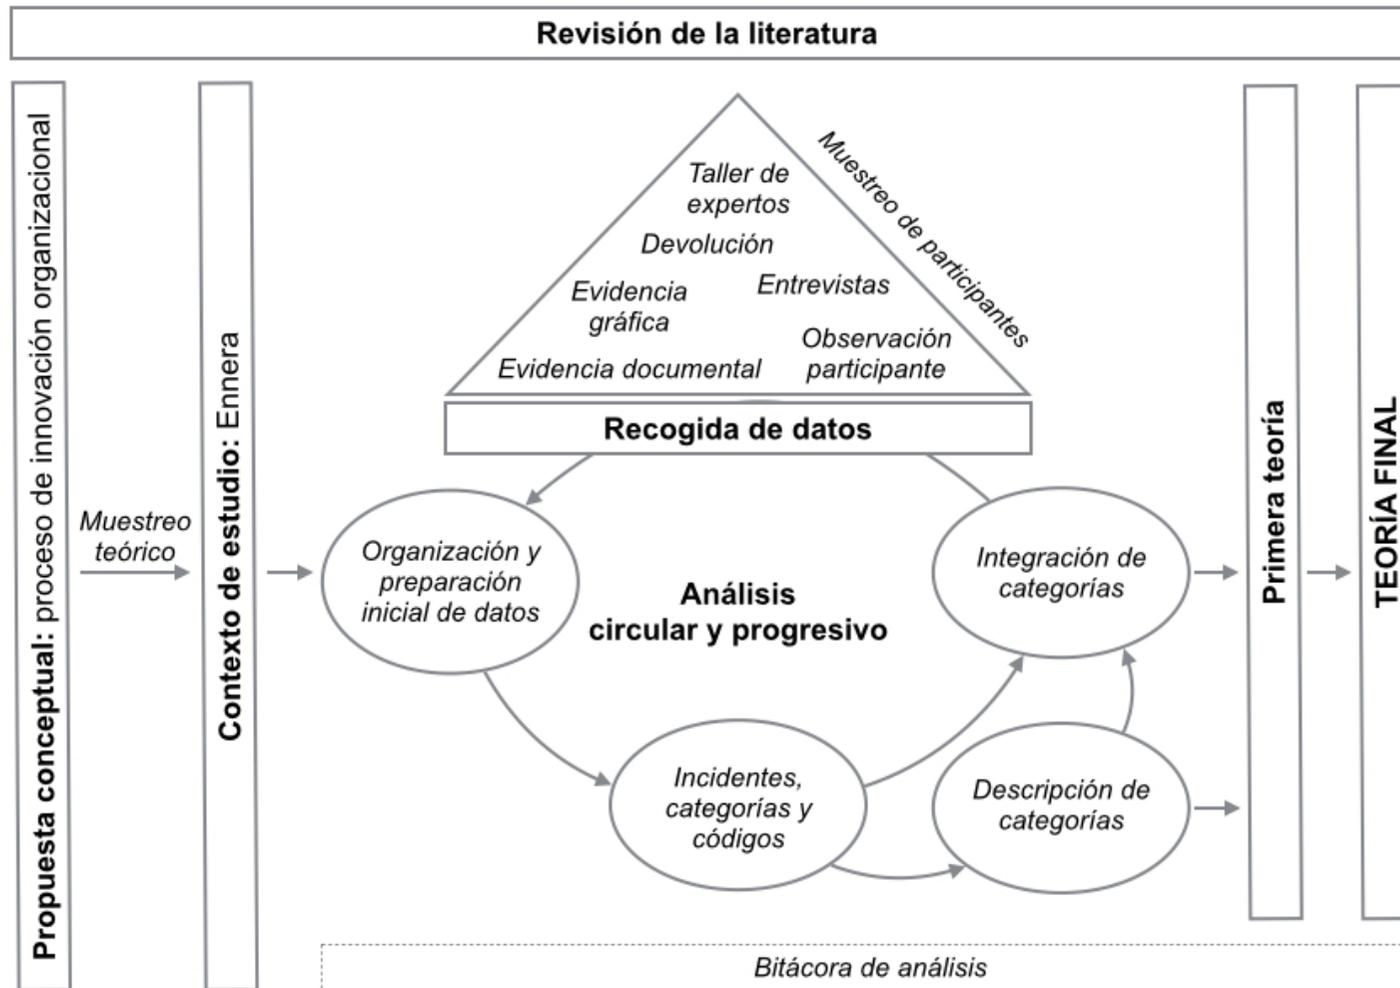 Revisión de la literatura
Propuesta conceptual: proceso de innovación organizacional
Muestreo
teórico
Contexto de estudio: Ennera
Taller de
expertos
Devolución
Evidencia
gráfica
Entrevistas
Observación
participante
Evidencia documental
Muestreo de participantes
Recogida de datos
Organización y
preparación
inicial de datos
Análisis
circular y progresivo
Integración de
categorías
Incidentes,
categorías y
códigos
Descripción de
categorías
Primera teoría
TEORÍA FINAL
Bitácora de análisis